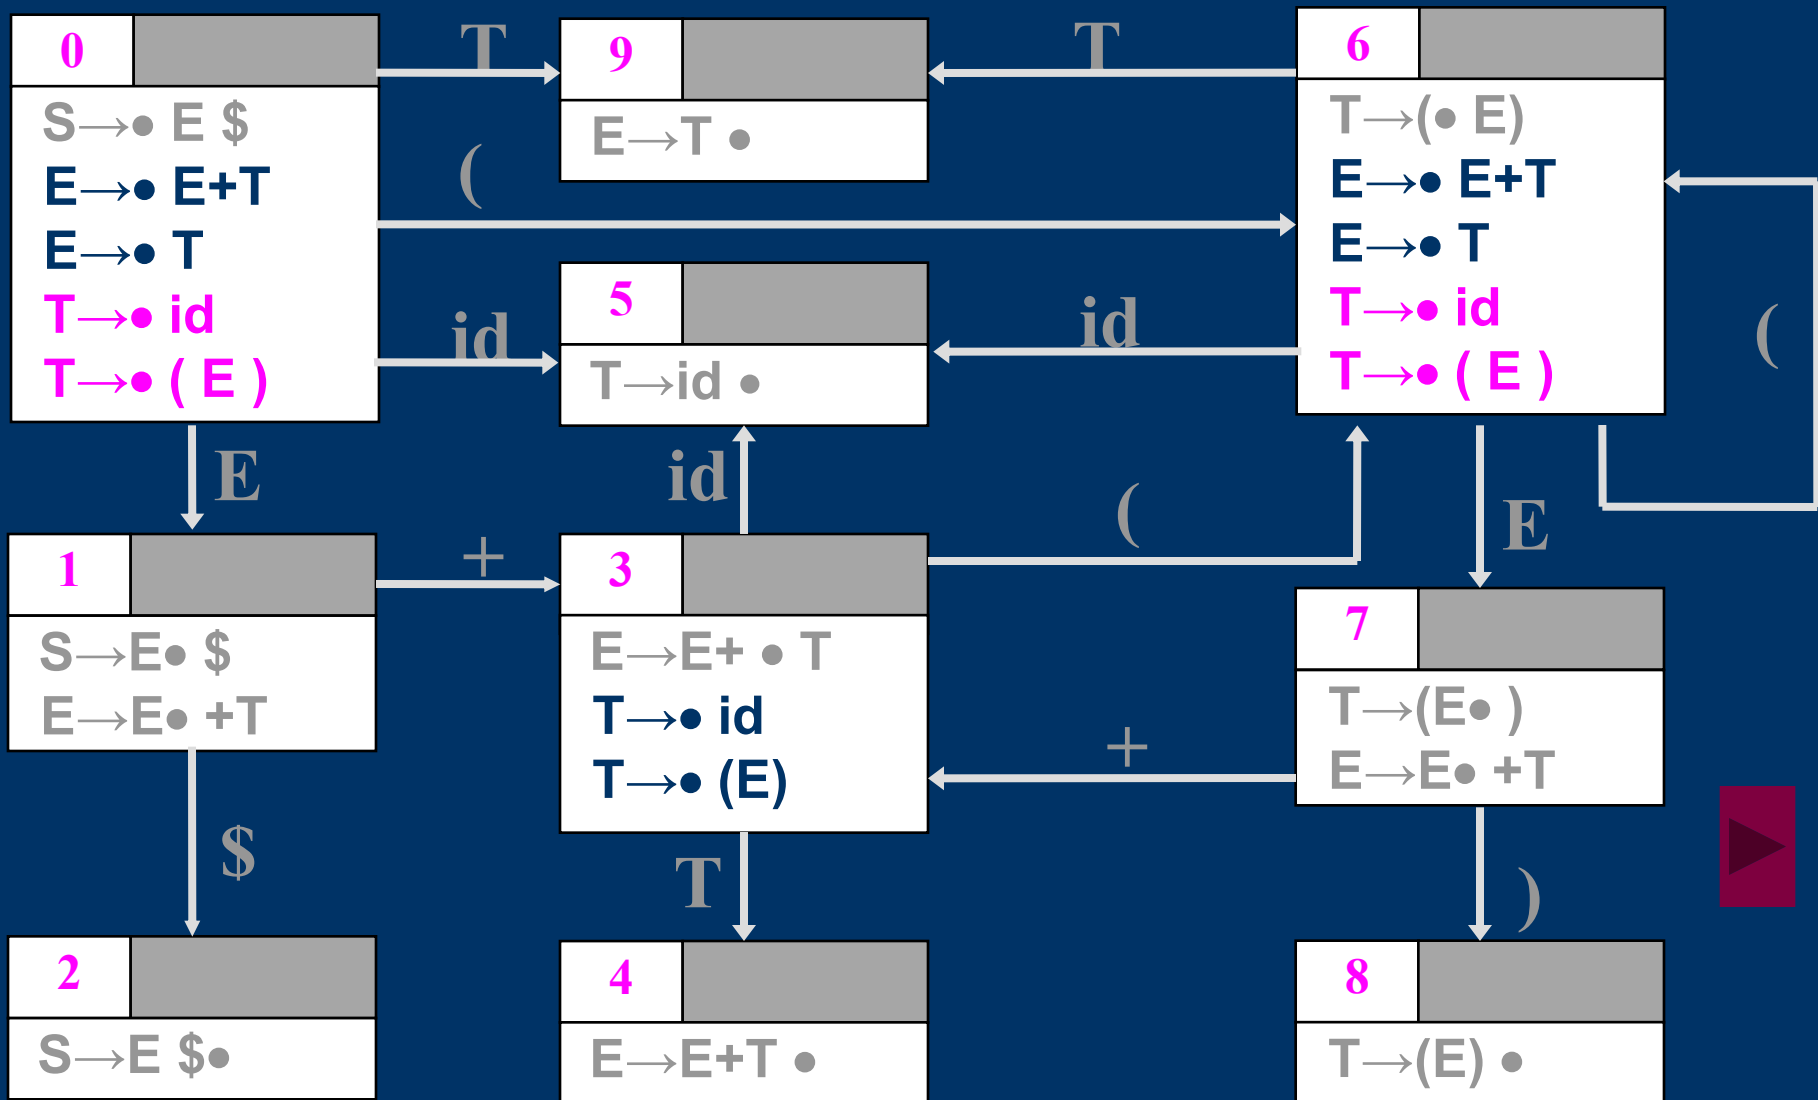 0
S→• E $
E→• E+T
E→• T
T→• id
T→• ( E )
T
9
E→T •
T
6
T→(• E)
E→• E+T
E→• T
T→• id
T→• ( E )
(
id
5
T→id •
id
(
E
id
(
E
1
S→E• $
E→E• +T
+
3
E→E+ • T
T→• id
T→• (E)
7
T→(E• )
E→E• +T
+
$
T
)
2
S→E $•
4
E→E+T •
8
T→(E) •